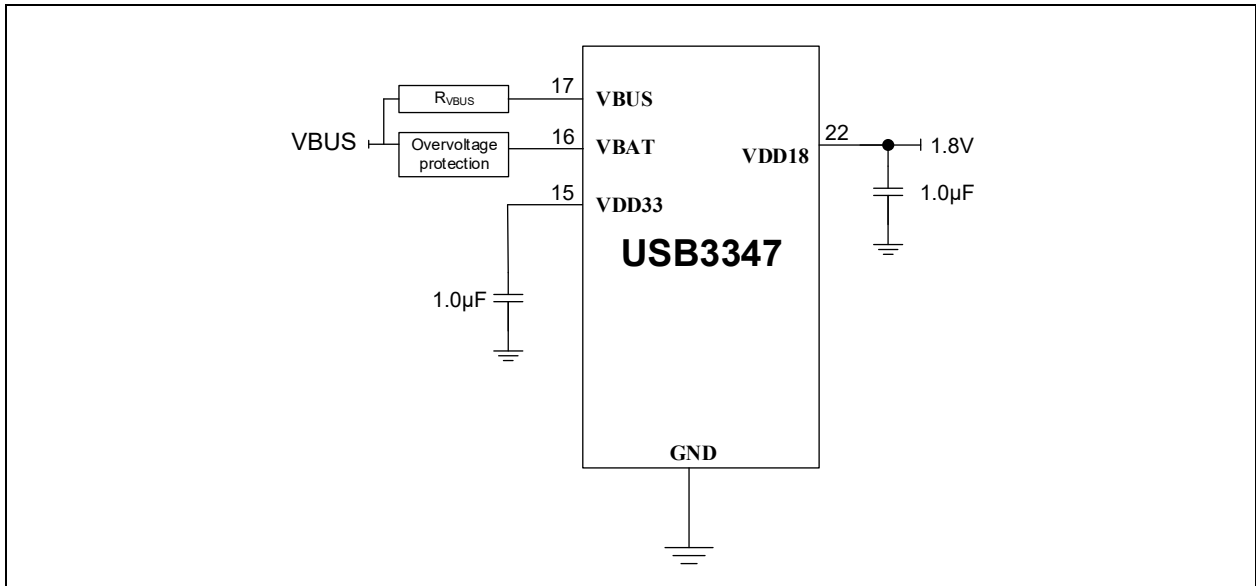 17
RVBUS
VBUS
VBUS
16
Overvoltage
protection
VBAT
22
VDD18
1.8V
15
VDD33
1.0µF
USB3347
1.0µF
GND